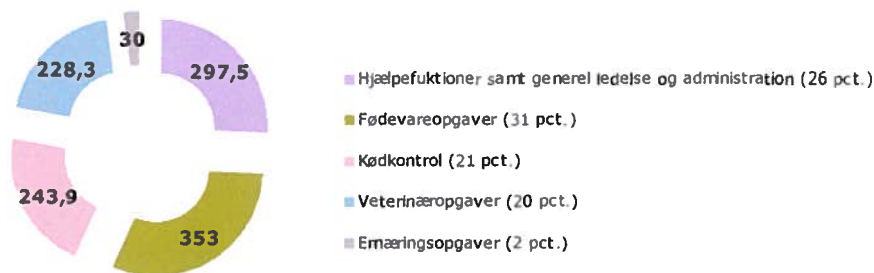 30
297,5
228,3
243,9
353
Hjælpefuktioner samt generel ledelse og administration (26 pct.)
Fødevareopgaver (31 pct.)
Kødkontrol (21 pct.)
Veterinæropgaver (20 pct.)
Ernæringsopgaver (2 pct.)